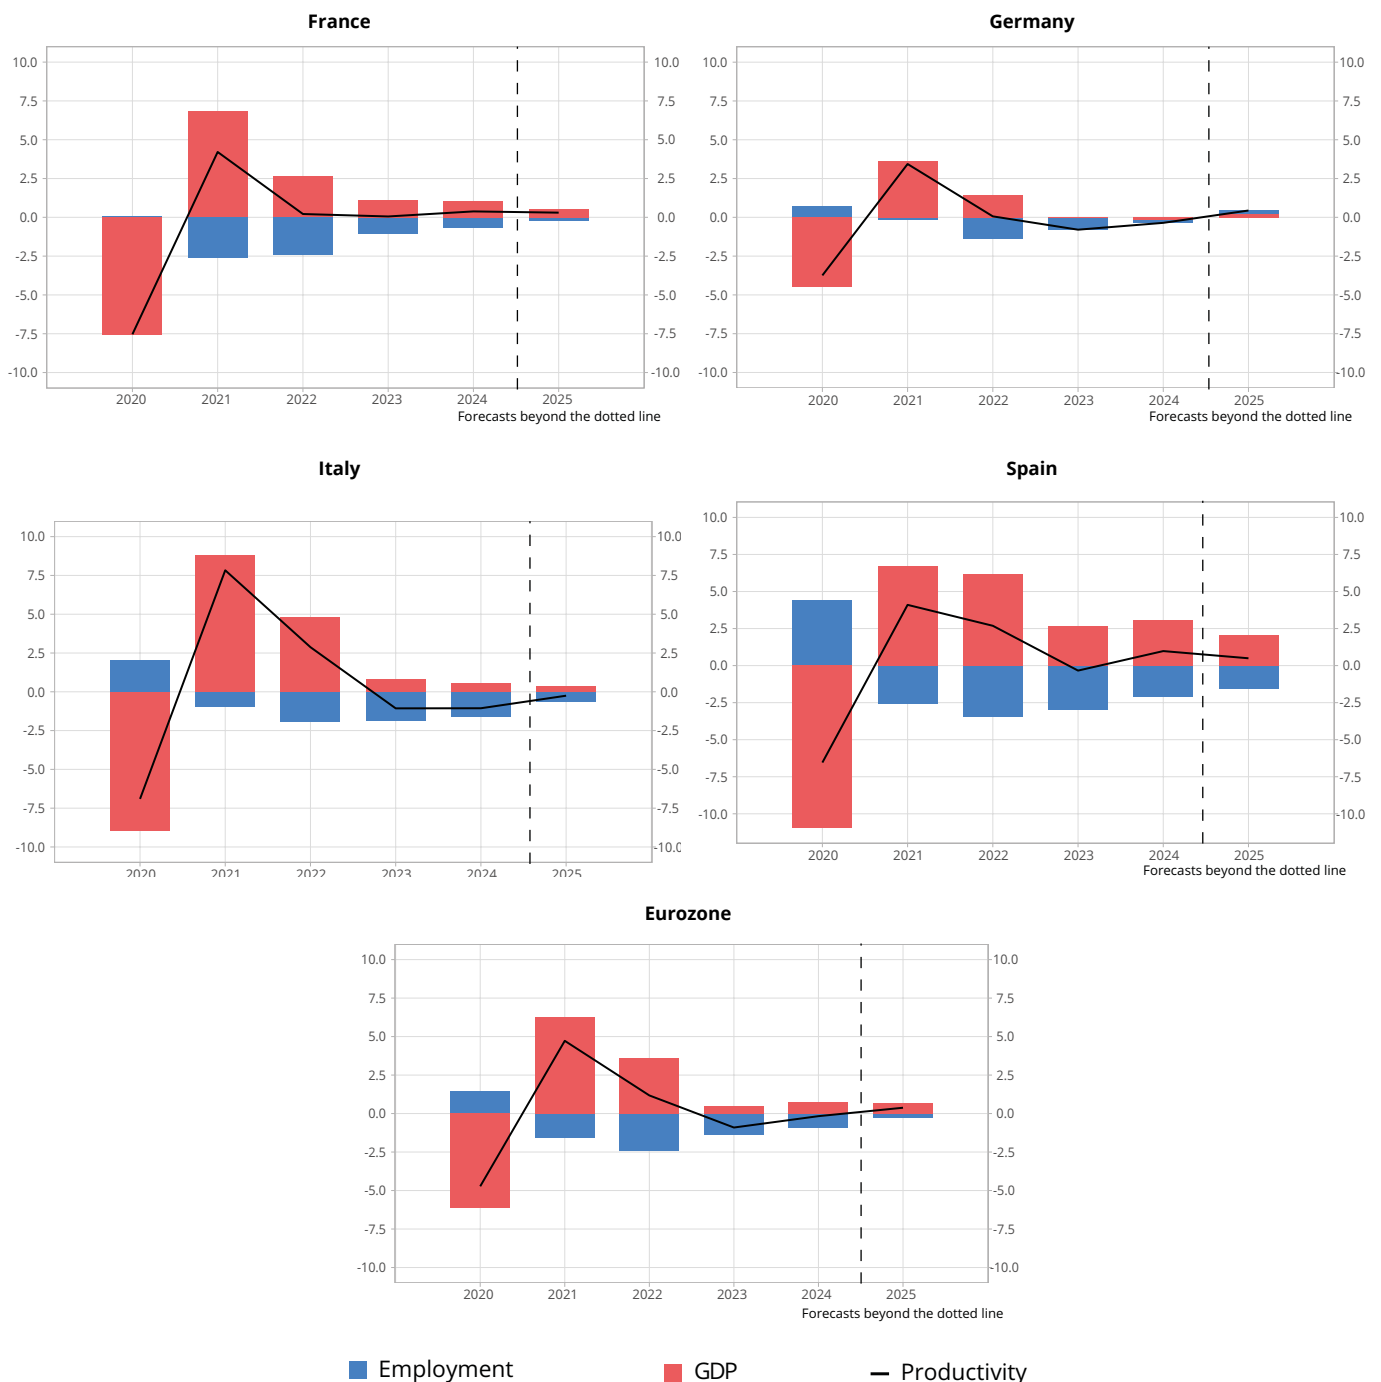 France
Germany
10.0 10.0 10.0 10.0
7.5 7.5 7.5 7.5
5.0 5.0 5.0 5.0
2.5 2.5 2.5 2.5
0.0 0.0 0.0 0.0
-2.5 -2.5 -2.5 -2.5
-5.0 -5.0 -5.0 -5.0
-7.5 -7.5 -7.5 -7.5
-10.0 -10.0 -10.0 -10.0
2020 2021 2022 2023 2024 2025 2020 2021 2022 2023 2024 2025
Forecasts beyond the dotted line Forecasts beyond the dotted line
Italy
Spain
10.0 10.0 10.0 10.0
7.5 7.5 7.5 7.5
5.0 5.0 5.0 5.0
2.5 2.5 2.5 2.5
0.0 0.0 0.0 0.0
-2.5 -2.5 -2.5 -2.5
-5.0 -5.0 -5.0 -5.0
-7.5 -7.5 -7.5 -7.5
-10.0 -10.0 -10.0 -10.0
2020 2021 2022 2023 2024 2025 2020 2021 2022 2023 2024 2025
Forecasts beyond the dotted line
Eurozone
10.0 10.0
7.5 7.5
5.0 5.0
2.5 2.5
0.0 0.0
-2.5 -2.5
-5.0 -5.0
-7.5 -7.5
-10.0 -10.0
2020 2021 2022 2023 2024 2025
Forecasts beyond the dotted line
Employment GDP Productivity